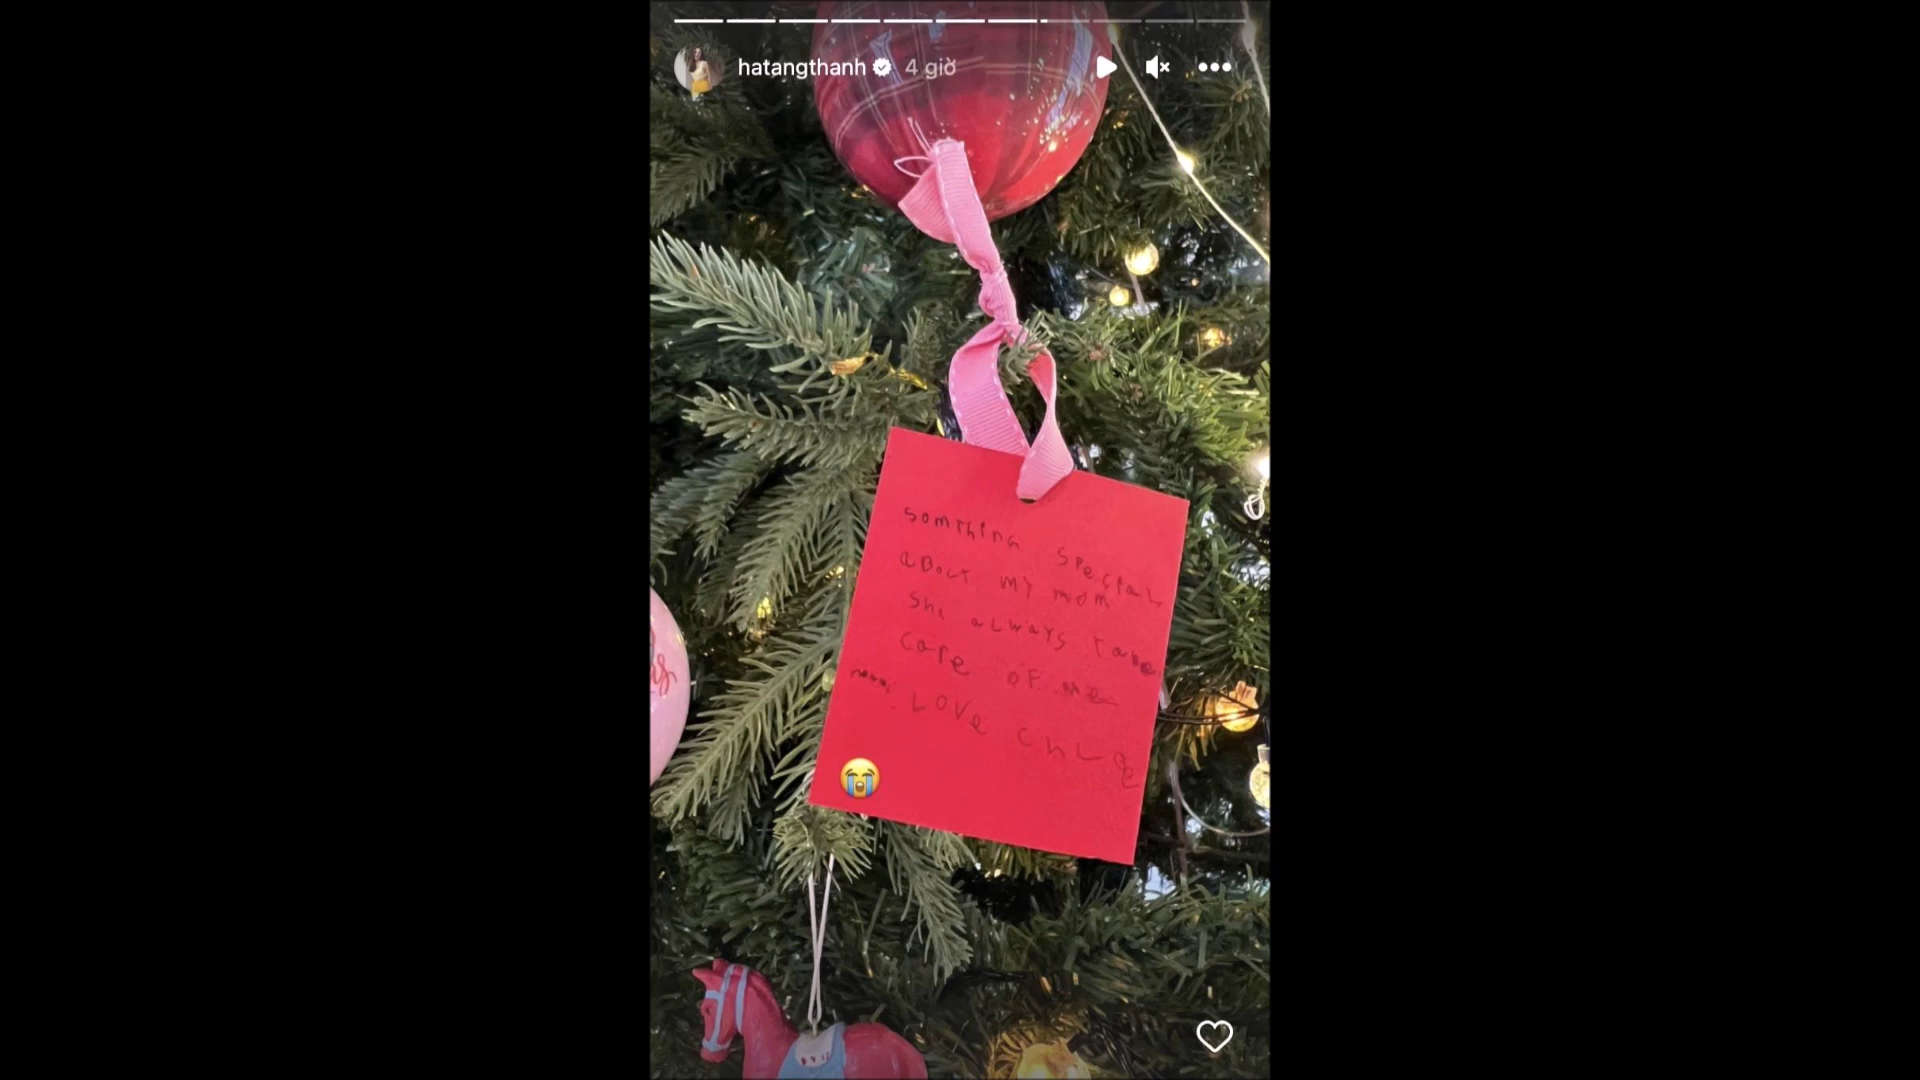 hatangthanh 4 giờ
somthing special
aBout my mom
She always take
care of me
Love chloe